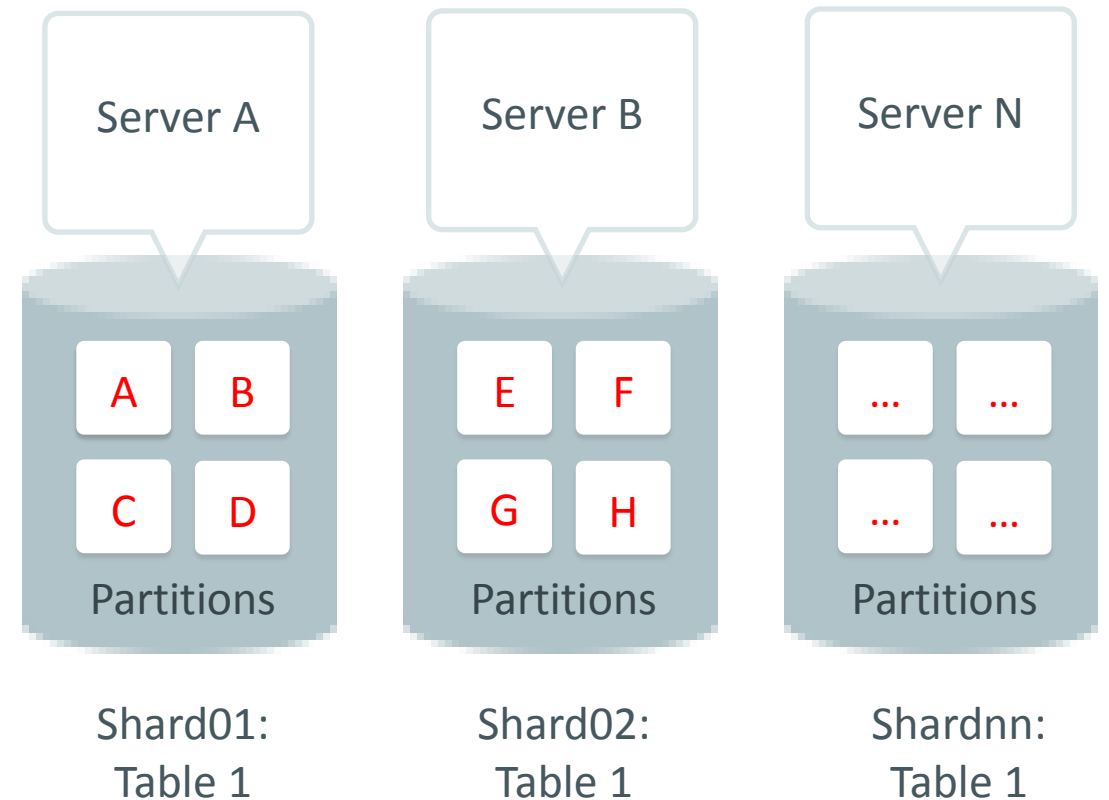 Server A
Server B
Server N
A B
E F
... ...
C D
G H
... ...
Partitions
Partitions
Partitions
Shard01:
Table 1
Shard02:
Table 1
Shardnn:
Table 1